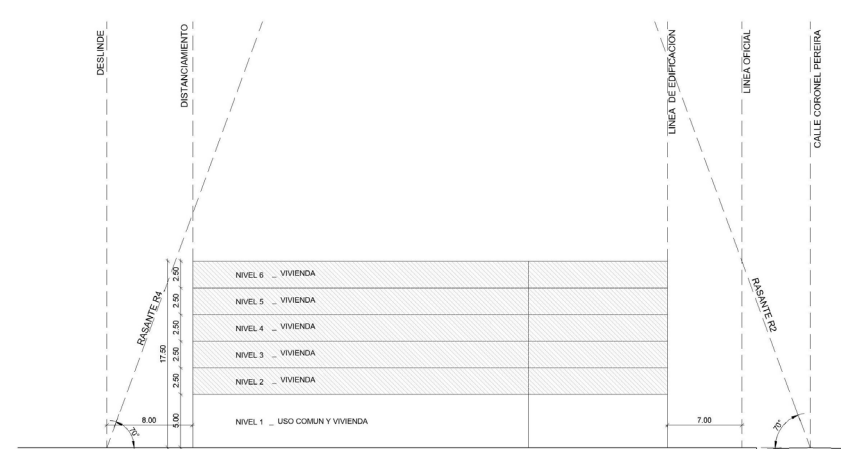 DESLINDE
DISTANCIAMIENTO
LINEA DE EDIFICACION
LINEA OFICIAL
CALLE CORONEL PEREIRA
RASANTE R4
RASANTE R2
17.50
2.50
2.50
2.50
2.50
2.50
5.00
NIVEL 6 _ VIVIENDA
NIVEL 5 _ VIVIENDA
NIVEL 4 _ VIVIENDA
NIVEL 3 _ VIVIENDA
NIVEL 2 _ VIVIENDA
NIVEL 1 _ USO COMUN Y VIVIENDA
8.00
70°
7.00
70°